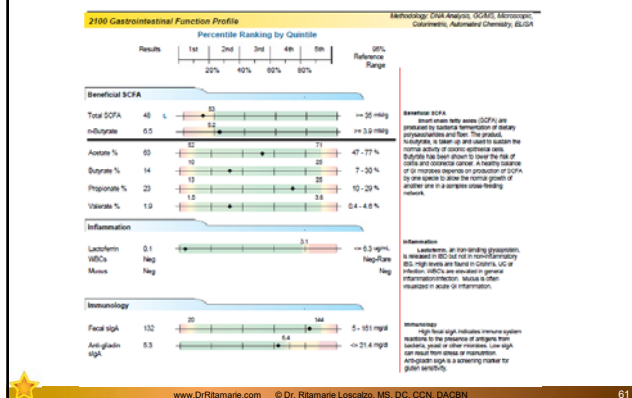 2100 Gastrointestinal Function Profile
Methodology: DNA Analysis, GC/MS, Microscopic,
Colorimetric, Automated Chemistry, ELISA
Percentile Ranking by Quintile
Results 1st 2nd 3rd 4th 5th 95%
Reference
Range
20% 40% 60% 80%
Beneficial SCFA
53
Total SCFA 48 L >= 35 mM/g
5.2
n-Butyrate 6.5 >= 3.9 mM/g
52 71
Acetate % 60 47 - 77 %
10 25
Butyrate % 14 7 - 30 %
13 25
Propionate % 23 10 - 29 %
1.0 3.6
Valerate % 1.9 0.4 - 4.6 %
Beneficial SCFA
Short chain fatty acids (SCFA) are
produced by bacterial fermentation of dietary
polysaccharides and fiber. The product,
N-butyrate, is taken up and used to sustain the
normal activity of colonic epithelial cells.
Butyrate has been shown to lower the risk of
colitis and colorectal cancer. A healthy balance
of GI microbes depends on production of SCFA
by one specie to allow the normal growth of
another one in a complex cross-feeding
network.
Inflammation
3.1
Lactoferrin 0.1 <= 6.3 ug/mL
WBCs Neg Neg-Rare
Mucus Neg Neg
Inflammation
Lactoferrin, an iron-binding glycoprotein,
is released in IBD but not in non-inflammatory
IBS. High levels are found in Crohn's, UC or
infection. WBCs are elevated in general
inflammation/infection. Mucus is often
visualized in acute GI inflammation.
Immunology
20 144
Fecal sIgA 132 5 - 161 mg/dl
6.4
Anti-gliadin 5.3 <= 21.4 mg/dl
sIgA
Immunology
High fecal sIgA indicates immune system
reactions to the presence of antigens from
bacteria, yeast or other microbes. Low sIgA
can result from stress or malnutrition.
Anti-gliadin sIgA is a screening marker for
gluten sensitivity.
www.DrRitamarie.com © Dr. Ritamarie Loscalzo, MS, DC, CCN, DACBN 61